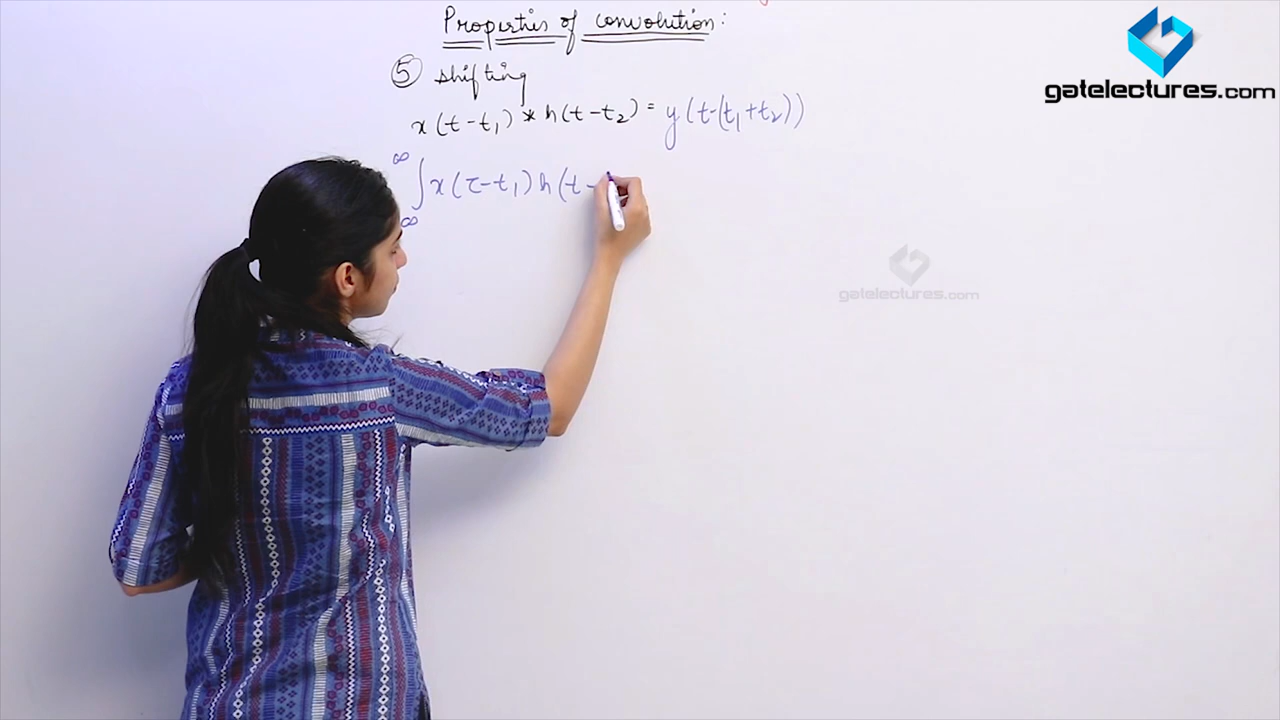 Properties of convolution:
gatelectures.com
⑤ shifting
x(t-t₁) * h(t-t₂) = y(t-(t₁+t₂))
∞
∫ x(τ-t₁) h(t-
∞
gatelectures.com